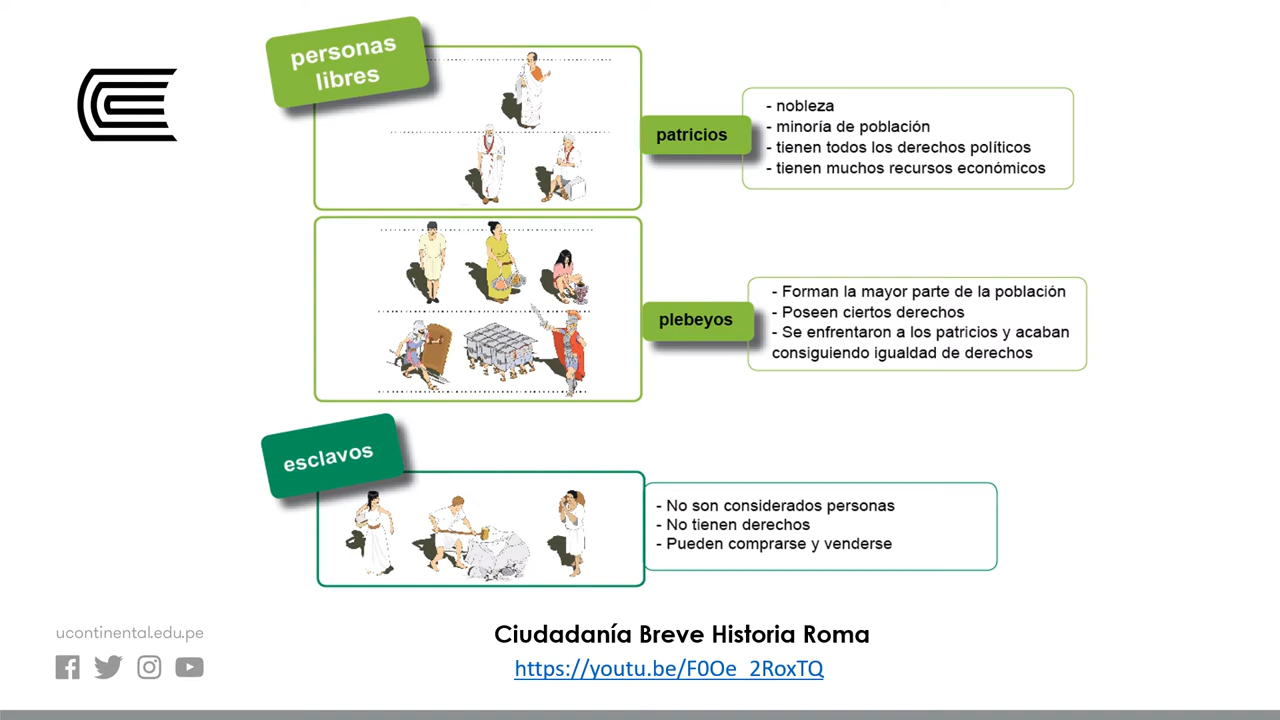 personas
libres
patricios
- nobleza
- minoría de población
- tienen todos los derechos políticos
- tienen muchos recursos económicos
plebeyos
- Forman la mayor parte de la población
- Poseen ciertos derechos
- Se enfrentaron a los patricios y acaban
consiguiendo igualdad de derechos
esclavos
- No son considerados personas
- No tienen derechos
- Pueden comprarse y venderse
ucontinental.edu.pe
Ciudadanía Breve Historia Roma
https://youtu.be/F0Oe_2RoxTQ